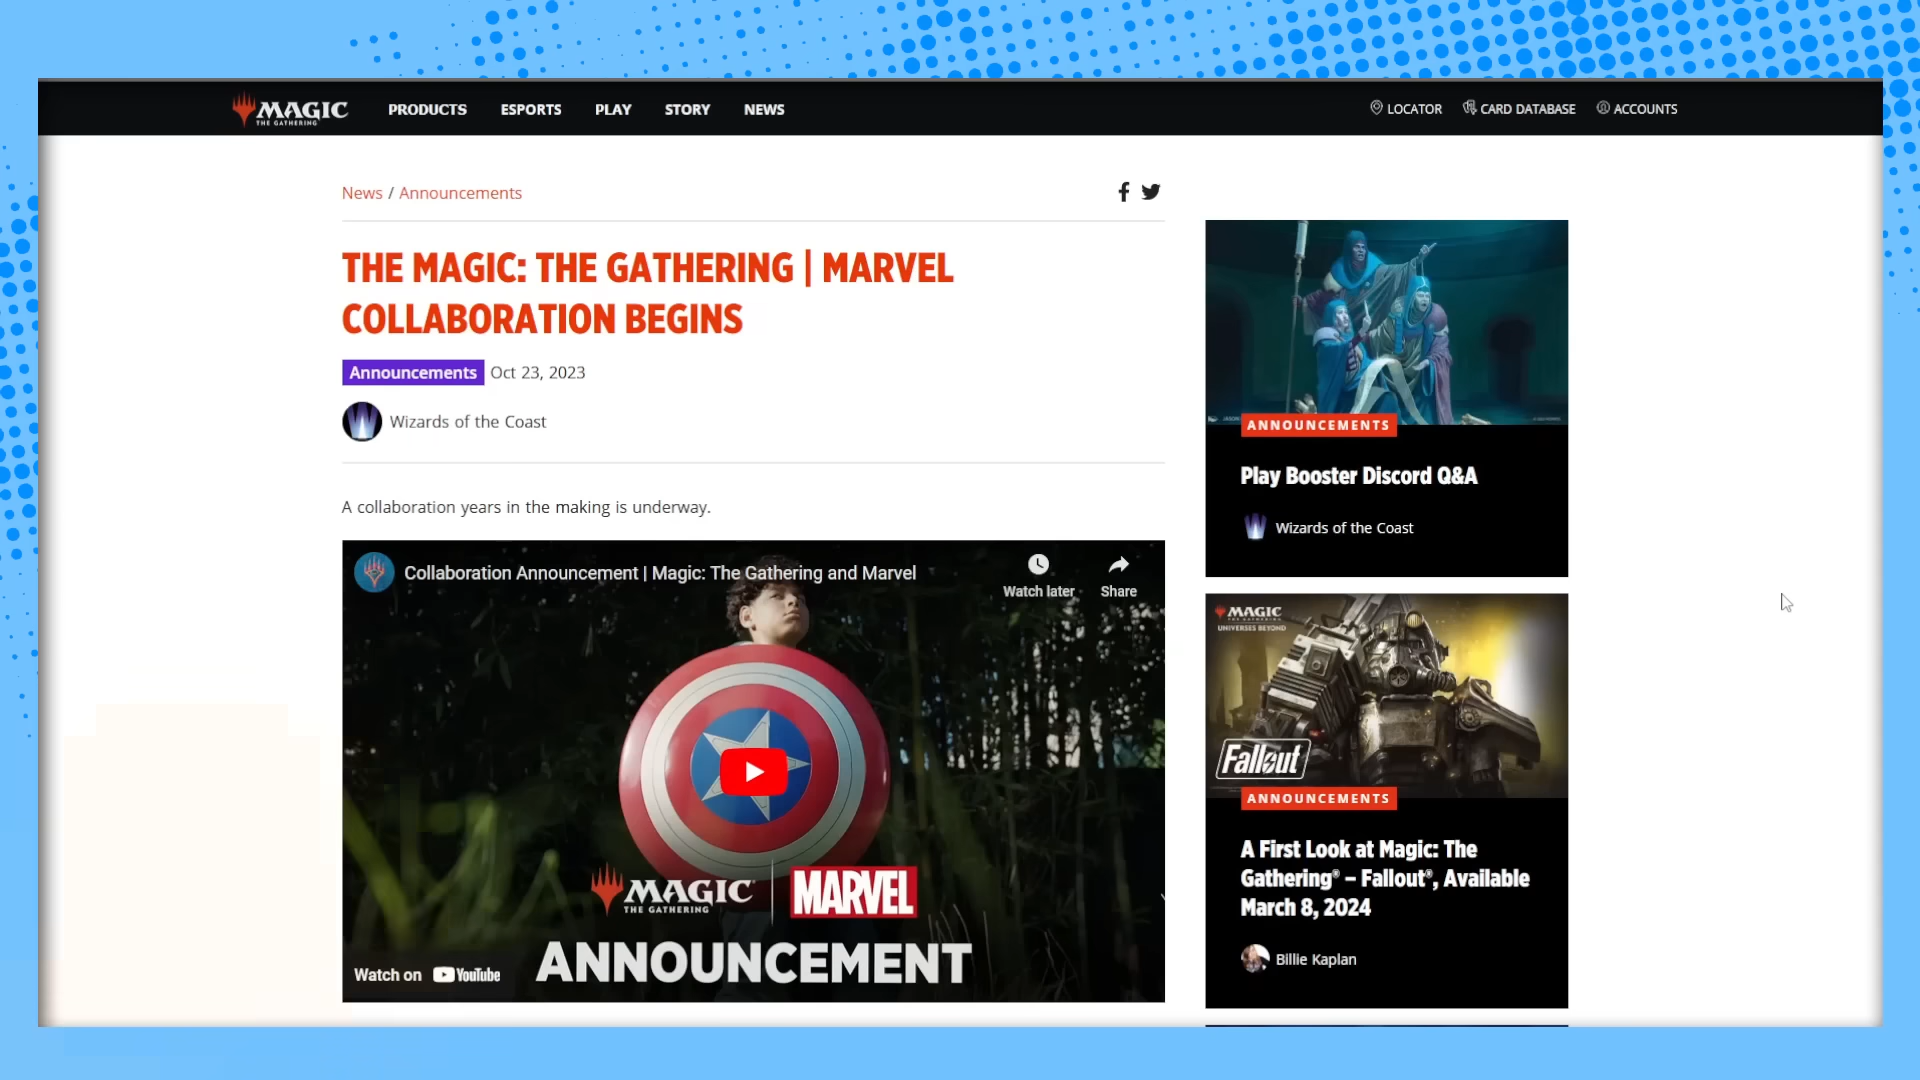 MAGIC
THE GATHERING
PRODUCTS
ESPORTS
PLAY
STORY
NEWS
LOCATOR
CARD DATABASE
ACCOUNTS
News / Announcements
THE MAGIC: THE GATHERING | MARVEL
COLLABORATION BEGINS
Announcements Oct 23, 2023
Wizards of the Coast
A collaboration years in the making is underway.
Collaboration Announcement | Magic: The Gathering and Marvel
Watch later
Share
MAGIC
THE GATHERING
MARVEL
ANNOUNCEMENT
Watch on YouTube
ANNOUNCEMENTS
Play Booster Discord Q&A
Wizards of the Coast
MAGIC
THE GATHERING
UNIVERSES BEYOND
Fallout
ANNOUNCEMENTS
A First Look at Magic: The
Gathering® – Fallout®, Available
March 8, 2024
Billie Kaplan